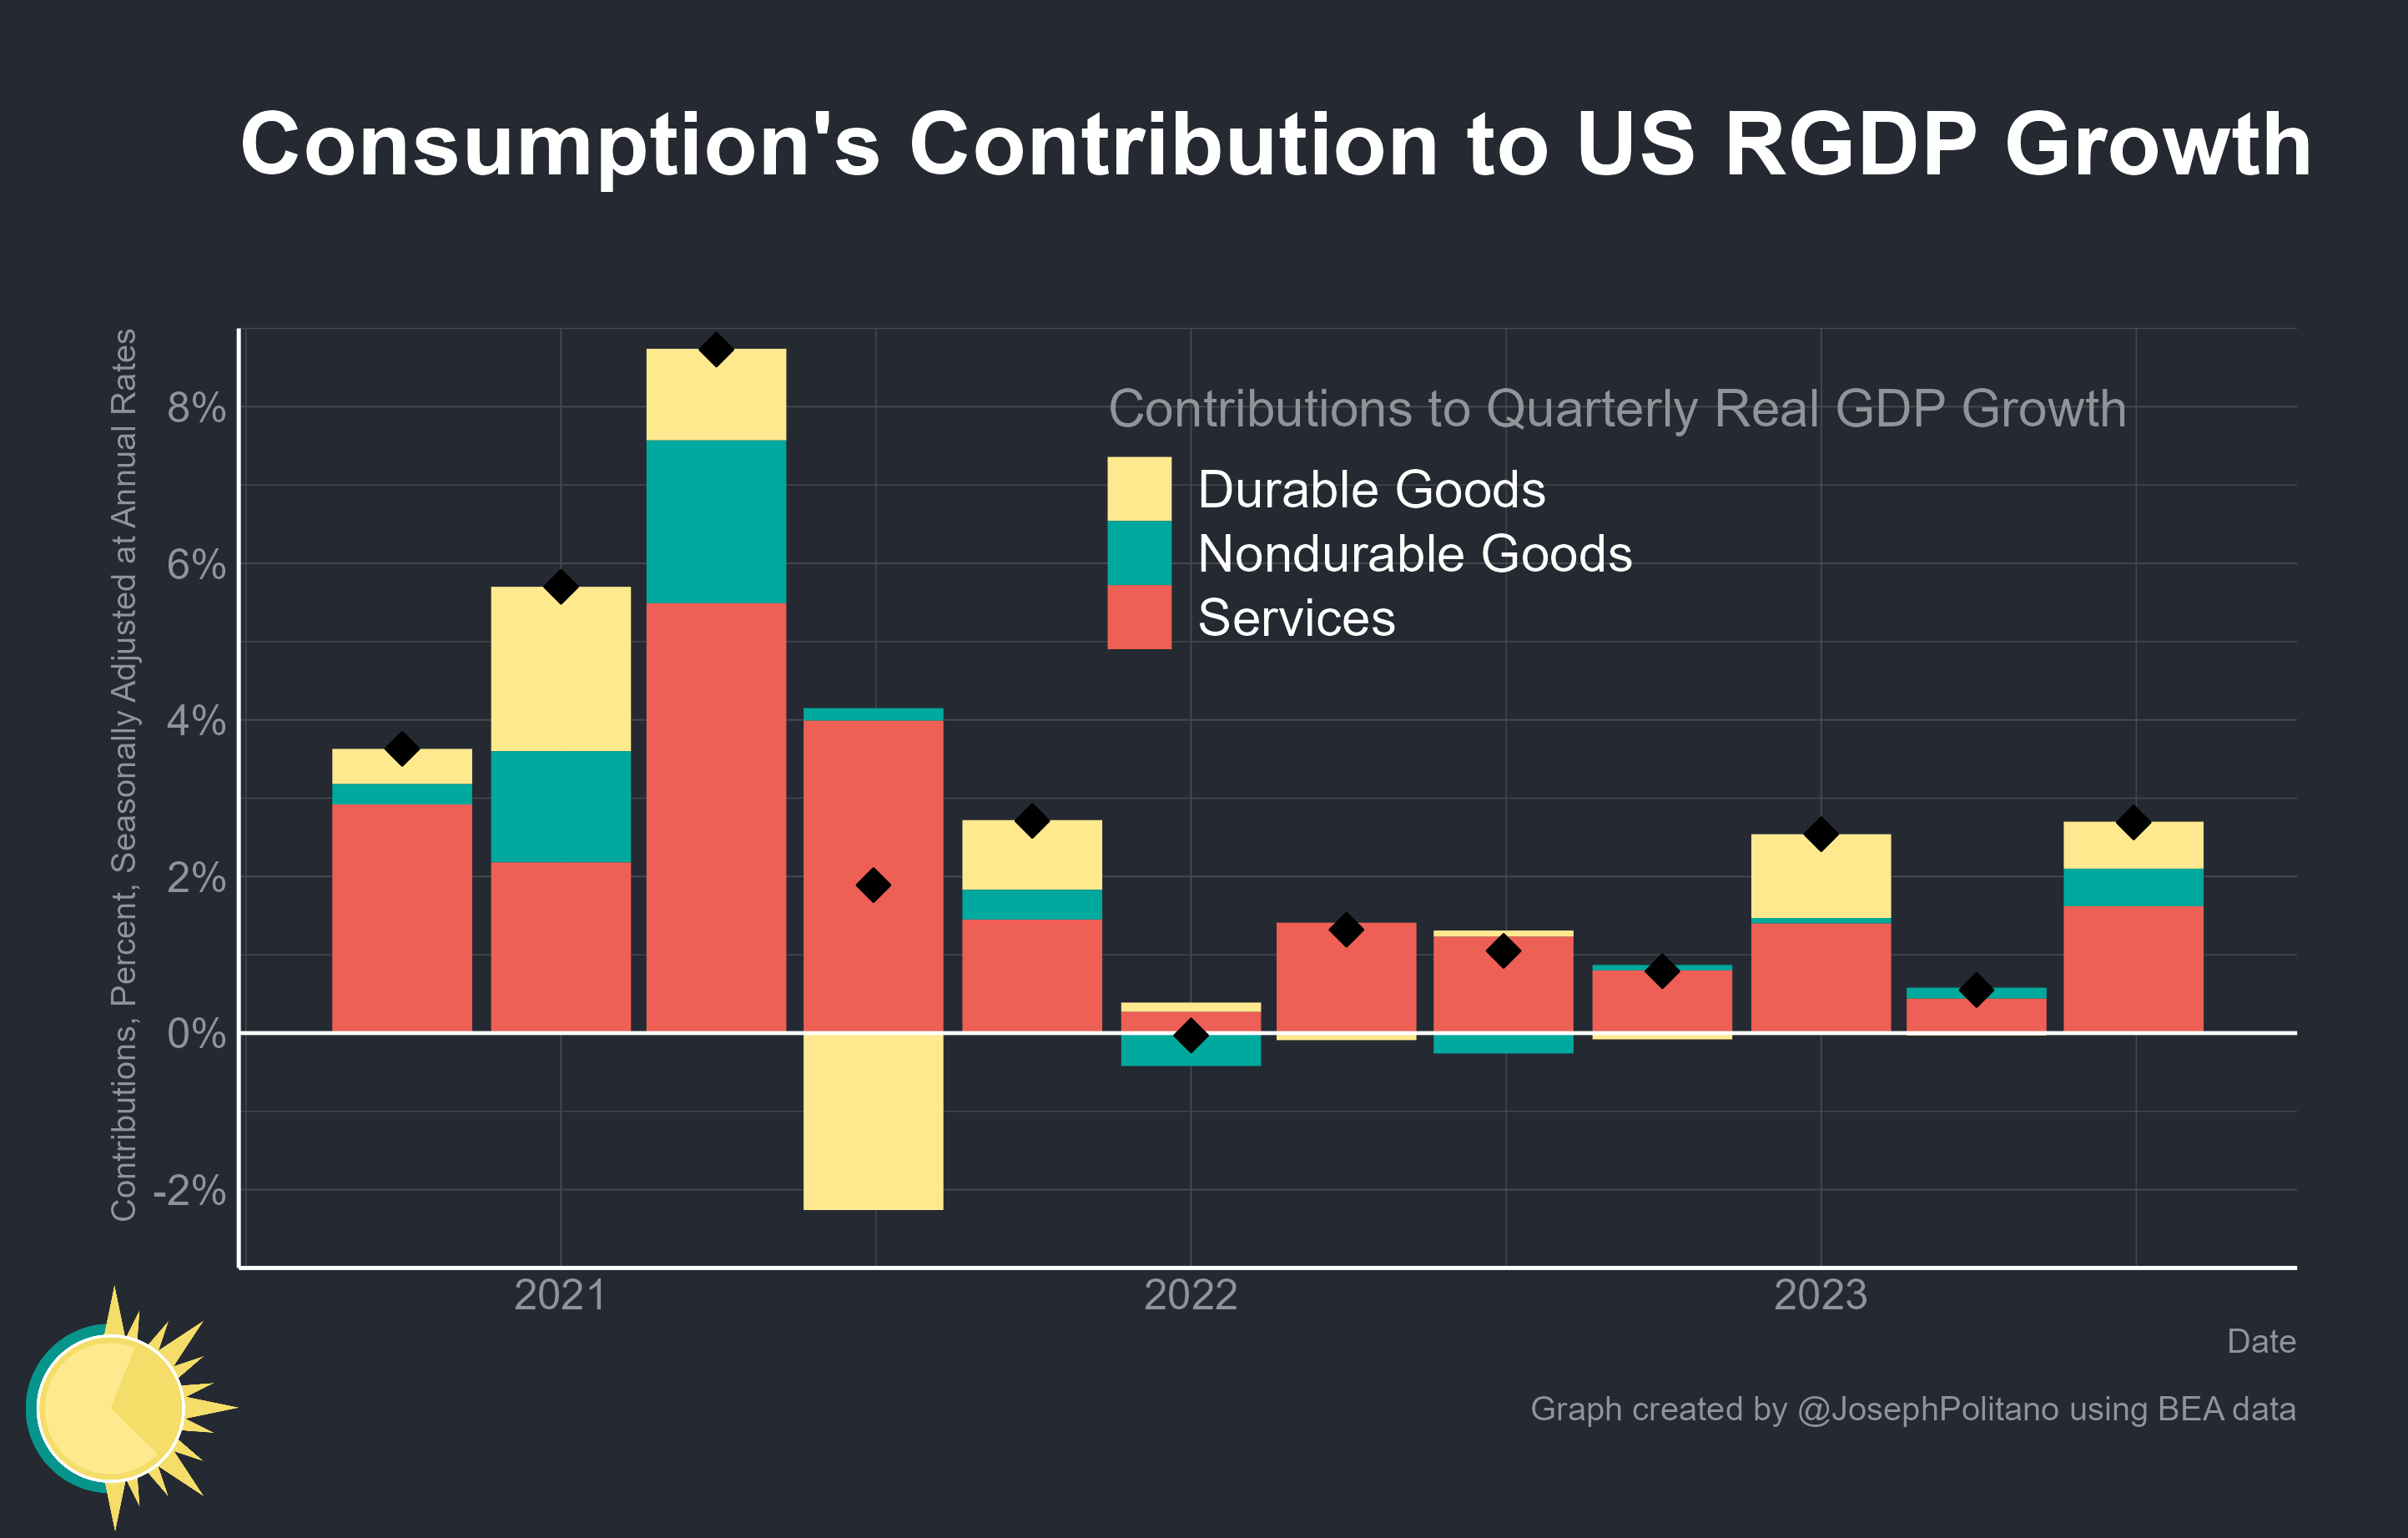 Consumption's Contribution to US RGDP Growth
Contributions, Percent, Seasonally Adjusted at Annual Rates
8%
6%
4%
2%
0%
-2%
Contributions to Quarterly Real GDP Growth
Durable Goods
Nondurable Goods
Services
2021
2022
2023
Date
Graph created by @JosephPolitano using BEA data